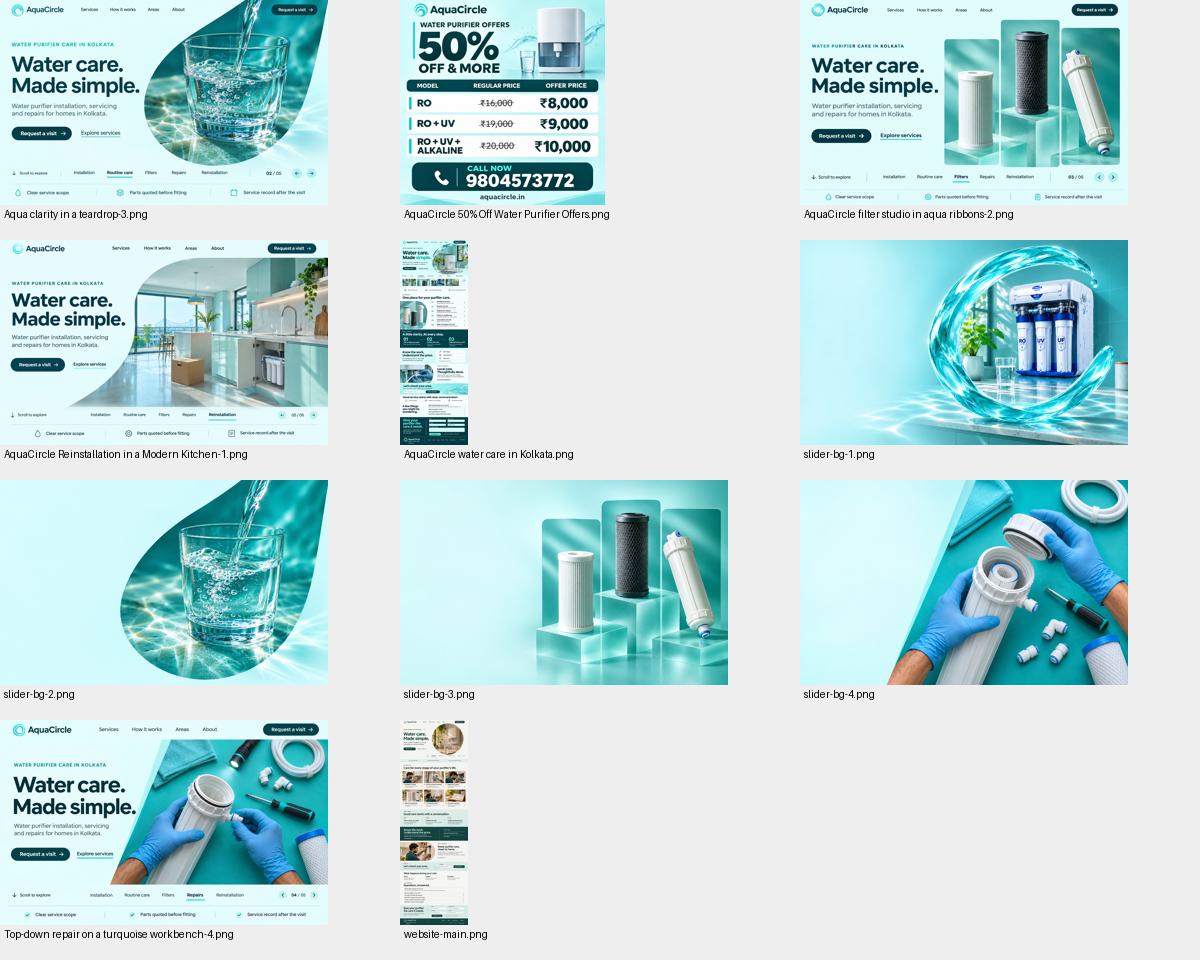 AquaCircle
Services How it works Areas About
Request a visit →
WATER PURIFIER CARE IN KOLKATA
Water care.
Made simple.
Water purifier installation, servicing
and repairs for homes in Kolkata.
Request a visit →
Explore services
↓ Scroll to explore
Installation Routine care Filters Repairs Reinstallation
02 / 05
Clear service scope
Parts quoted before fitting
Service record after the visit
Aqua clarity in a teardrop-3.png
AquaCircle
WATER PURIFIER OFFERS
50%
OFF & MORE
MODEL REGULAR PRICE OFFER PRICE
RO ₹16,000 ₹8,000
RO + UV ₹19,000 ₹9,000
RO + UV +
ALKALINE ₹20,000 ₹10,000
CALL NOW
9804573772
aquacircle.in
AquaCircle 50% Off Water Purifier Offers.png
AquaCircle
Services How it works Areas About
Request a visit →
WATER PURIFIER CARE IN KOLKATA
Water care.
Made simple.
Water purifier installation, servicing
and repairs for homes in Kolkata.
Request a visit →
Explore services
↓ Scroll to explore
Installation Routine care Filters Repairs Reinstallation
03 / 05
Clear service scope
Parts quoted before fitting
Service record after the visit
AquaCircle filter studio in aqua ribbons-2.png
AquaCircle
Services How it works Areas About
Request a visit →
WATER PURIFIER CARE IN KOLKATA
Water care.
Made simple.
Water purifier installation, servicing
and repairs for homes in Kolkata.
Request a visit →
Explore services
↓ Scroll to explore
Installation Routine care Filters Repairs Reinstallation
05 / 05
Clear service scope
Parts quoted before fitting
Service record after the visit
AquaCircle Reinstallation in a Modern Kitchen-1.png
Water care.
Made simple.
AquaCircle water care in Kolkata.png
RO UV UF
slider-bg-1.png
slider-bg-2.png
slider-bg-3.png
slider-bg-4.png
AquaCircle
Services How it works Areas About
Request a visit →
WATER PURIFIER CARE IN KOLKATA
Water care.
Made simple.
Water purifier installation, servicing
and repairs for homes in Kolkata.
Request a visit →
Explore services
↓ Scroll to explore
Installation Routine care Filters Repairs Reinstallation
04 / 05
Clear service scope
Parts quoted before fitting
Service record after the visit
Top-down repair on a turquoise workbench-4.png
Water care.
Made simple.
website-main.png